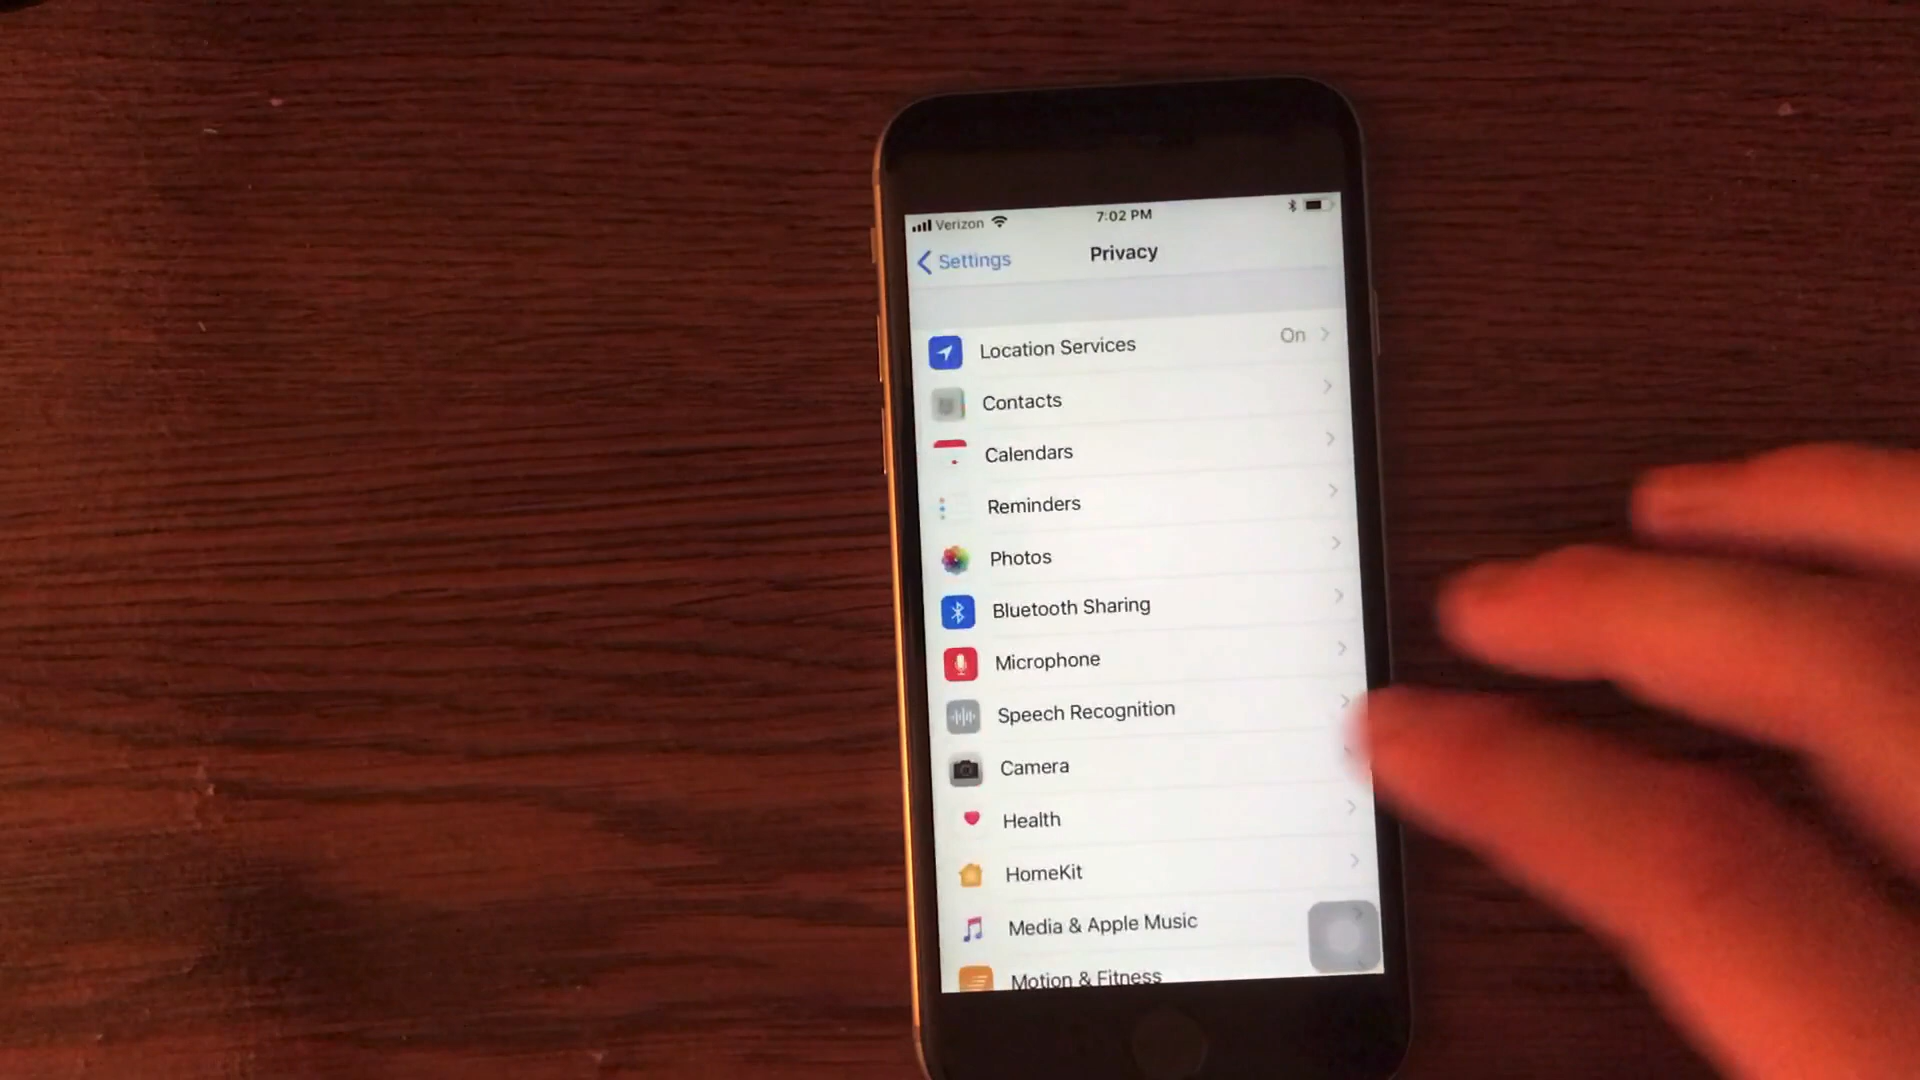 Verizon 7:02 PM
Settings Privacy
Location Services On
Contacts
Calendars
Reminders
Photos
Bluetooth Sharing
Microphone
Speech Recognition
Camera
Health
HomeKit
Media & Apple Music
Motion & Fitness